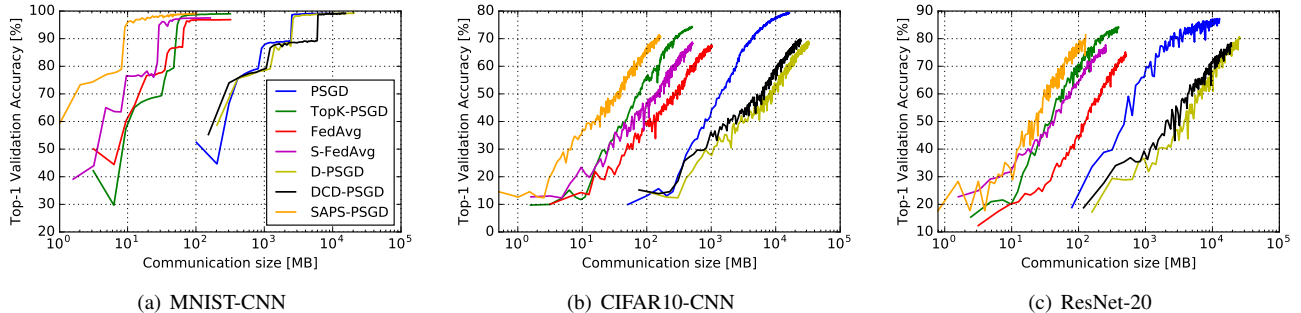 Top-1 Validation Accuracy [%]
100
90
80
70
60
50
40
30
20
PSGD
TopK-PSGD
FedAvg
S-FedAvg
D-PSGD
DCD-PSGD
SAPS-PSGD
10^0 10^1 10^2 10^3 10^4 10^5
Communication size [MB]
(a) MNIST-CNN
Top-1 Validation Accuracy [%]
80
70
60
50
40
30
20
10
0
10^0 10^1 10^2 10^3 10^4 10^5
Communication size [MB]
(b) CIFAR10-CNN
Top-1 Validation Accuracy [%]
90
80
70
60
50
40
30
20
10
10^0 10^1 10^2 10^3 10^4 10^5
Communication size [MB]
(c) ResNet-20